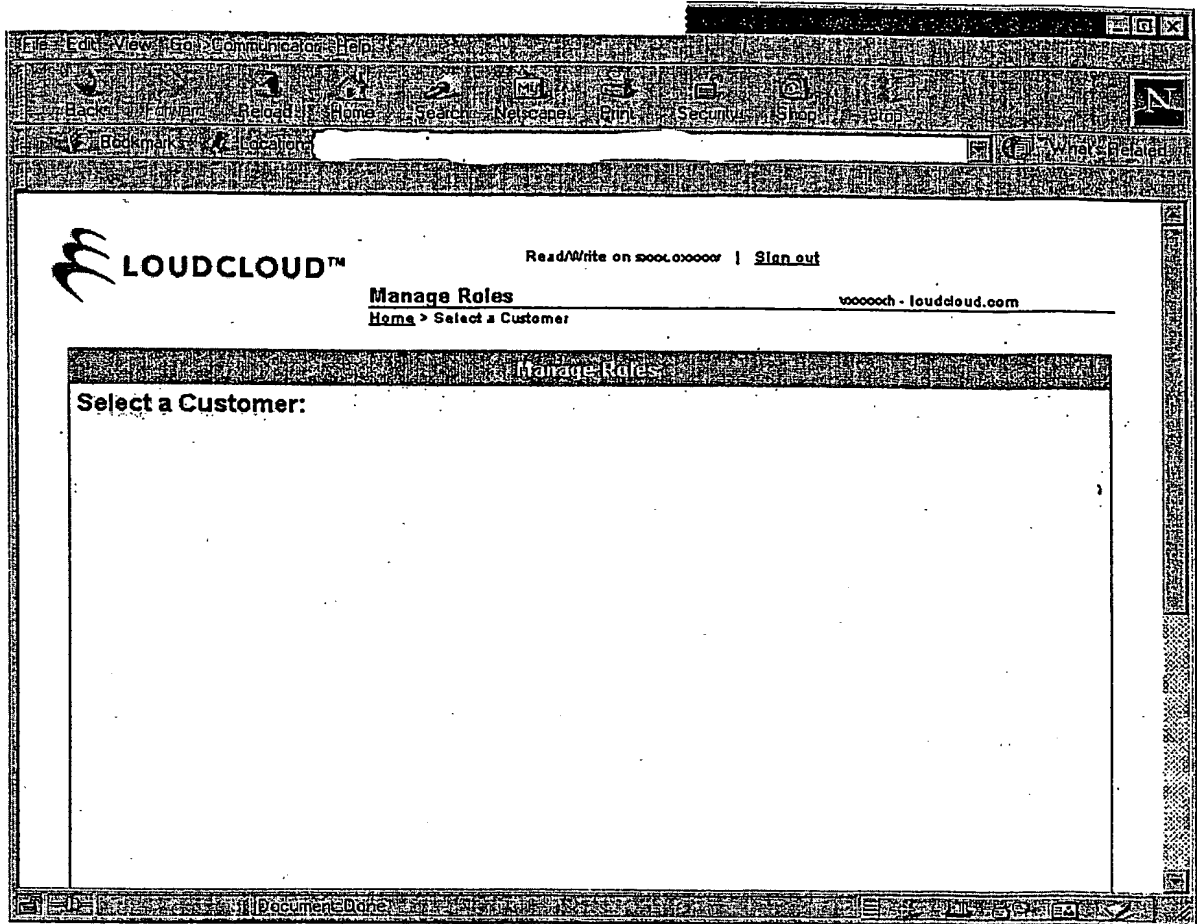 File Edit View Go Communicator Help
Back Forward Reload Home Search Netscape Print Security Shop Stop
Bookmarks Location What's Related
LOUDCLOUD™
Read/Write on | Sign out
Manage Roles
- loudcloud.com
Home > Select a Customer
Manage Roles
Select a Customer:
Document: Done